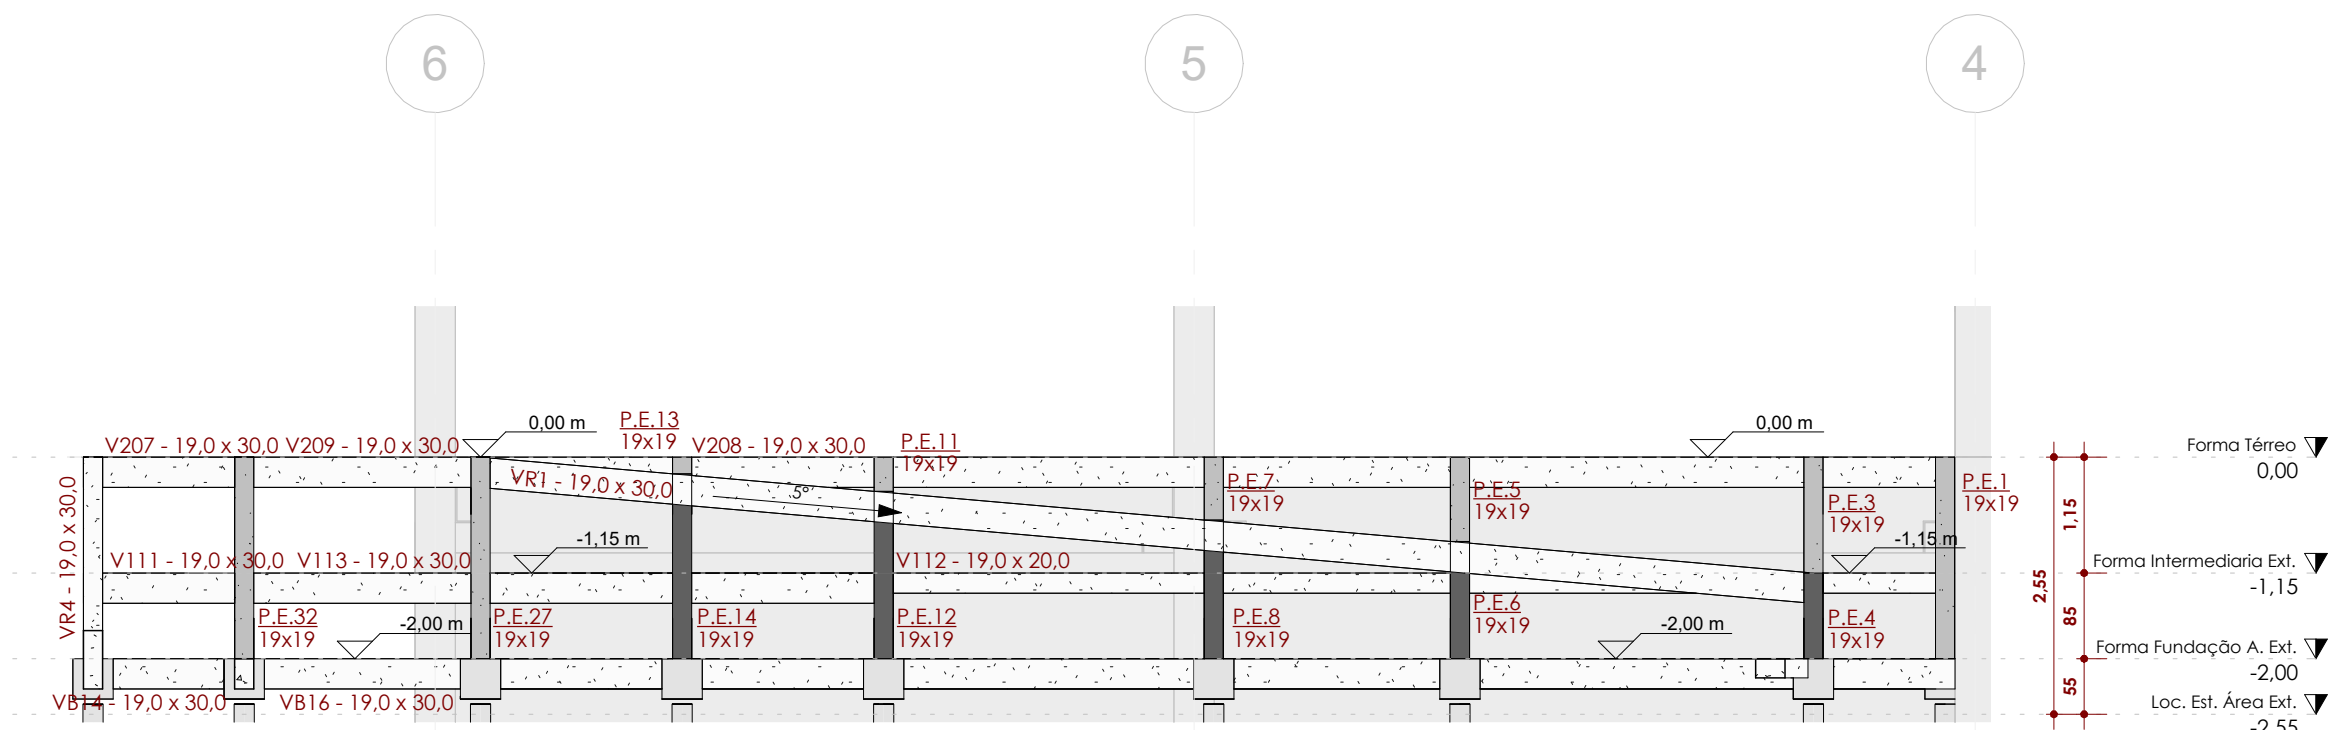 6
5
4
0,00 m
P.E.13
19x19
V207 - 19,0 x 30,0
V209 - 19,0 x 30,0
V208 - 19,0 x 30,0
P.E.11
19x19
0,00 m
Forma Térreo
0,00
VR4 - 19,0 x 30,0
VR1 - 19,0 x 30,0
5°
P.E.7
19x19
P.E.5
19x19
P.E.3
19x19
P.E.1
19x19
1,15
-1,15 m
-1,15 m
V111 - 19,0 x 30,0
V113 - 19,0 x 30,0
V112 - 19,0 x 20,0
Forma Intermediaria Ext.
-1,15
2,55
85
P.E.32
19x19
-2,00 m
P.E.27
19x19
P.E.14
19x19
P.E.12
19x19
P.E.8
19x19
P.E.6
19x19
-2,00 m
P.E.4
19x19
Forma Fundação A. Ext.
-2,00
55
VB14 - 19,0 x 30,0
VB16 - 19,0 x 30,0
Loc. Est. Área Ext.
-2,55